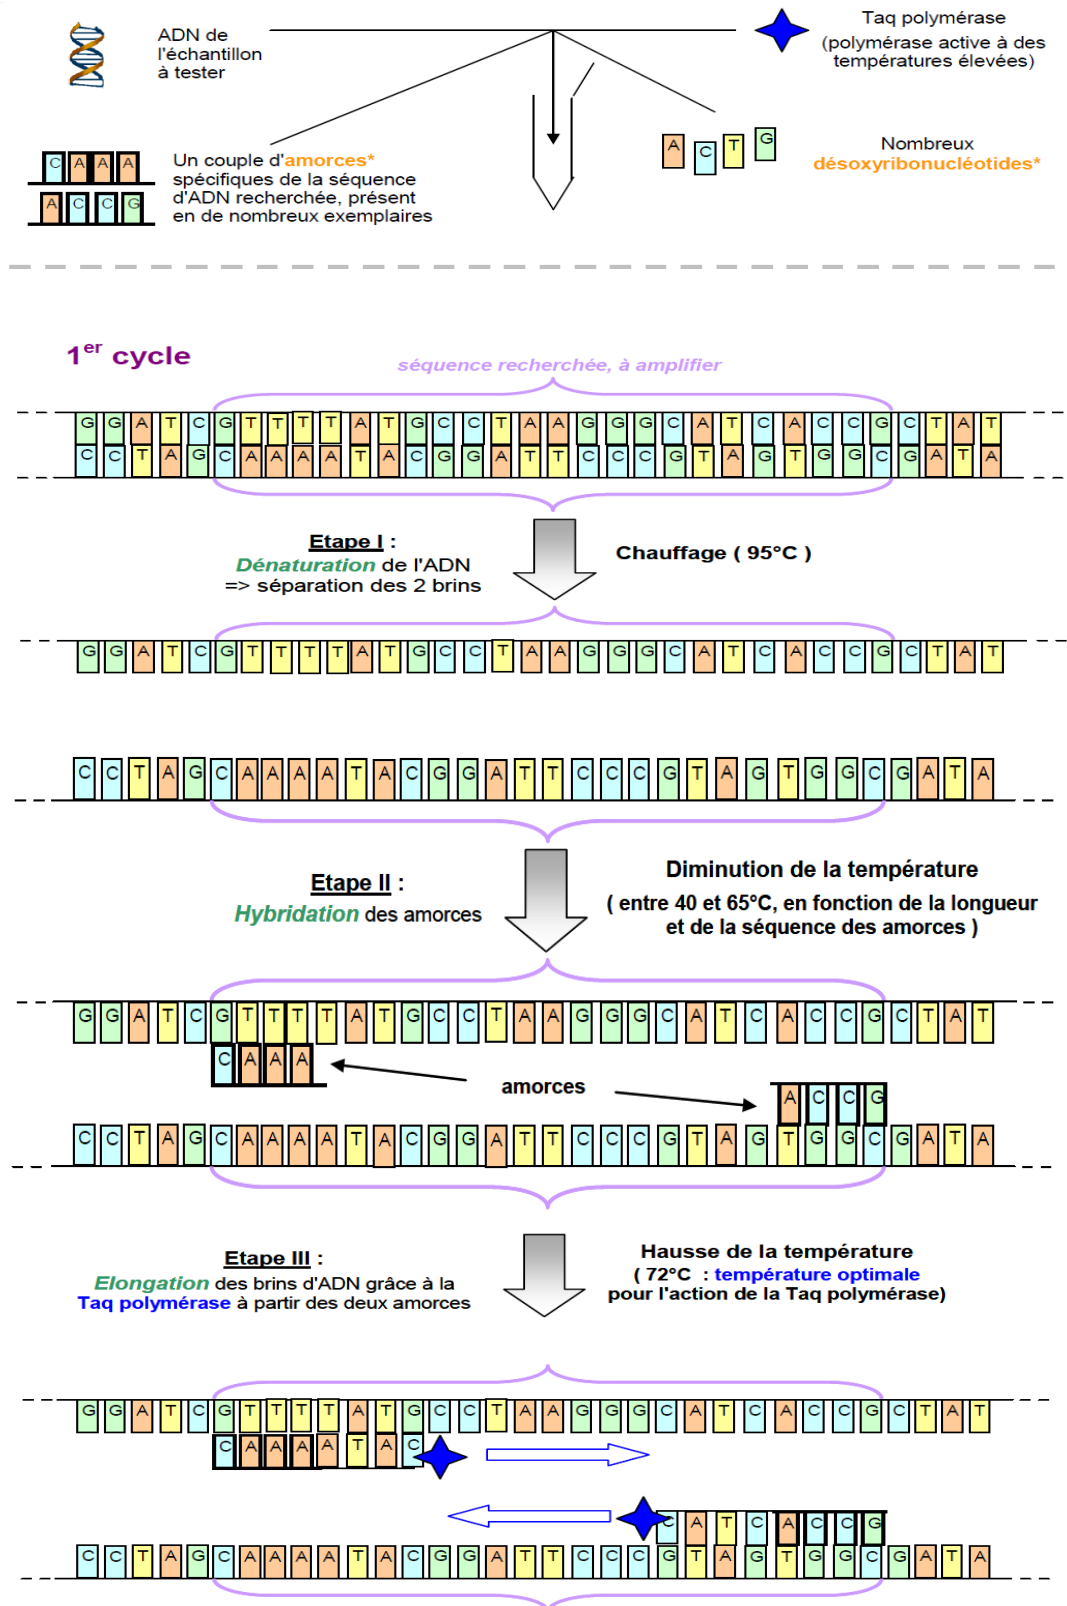 ADN de
l'échantillon
à tester
Taq polymérase
(polymérase active à des
températures élevées)
C A A A
A C C G
Un couple d'amorces*
spécifiques de la séquence
d'ADN recherchée, présent
en de nombreux exemplaires
A C T G
Nombreux
désoxyribonucléotides*
1er cycle
séquence recherchée, à amplifier
G G A T C G T T T T A T G C C T A A G G G C A T C A C C G C T A T
C C T A G C A A A A T A C G G A T T C C C G T A G T G G C G A T A
Etape I :
Dénaturation de l'ADN
=> séparation des 2 brins
Chauffage ( 95°C )
G G A T C G T T T T A T G C C T A A G G G C A T C A C C G C T A T
C C T A G C A A A A T A C G G A T T C C C G T A G T G G C G A T A
Etape II :
Hybridation des amorces
Diminution de la température
( entre 40 et 65°C, en fonction de la longueur
et de la séquence des amorces )
G G A T C G T T T T A T G C C T A A G G G C A T C A C C G C T A T
C A A A
amorces
A C C G
C C T A G C A A A A T A C G G A T T C C C G T A G T G G C G A T A
Etape III :
Elongation des brins d'ADN grâce à la
Taq polymérase à partir des deux amorces
Hausse de la température
( 72°C : température optimale
pour l'action de la Taq polymérase)
G G A T C G T T T T A T G C C T A A G G G C A T C A C C G C T A T
C A A A A T A C
C A T C A C C G
C C T A G C A A A A T A C G G A T T C C C G T A G T G G C G A T A